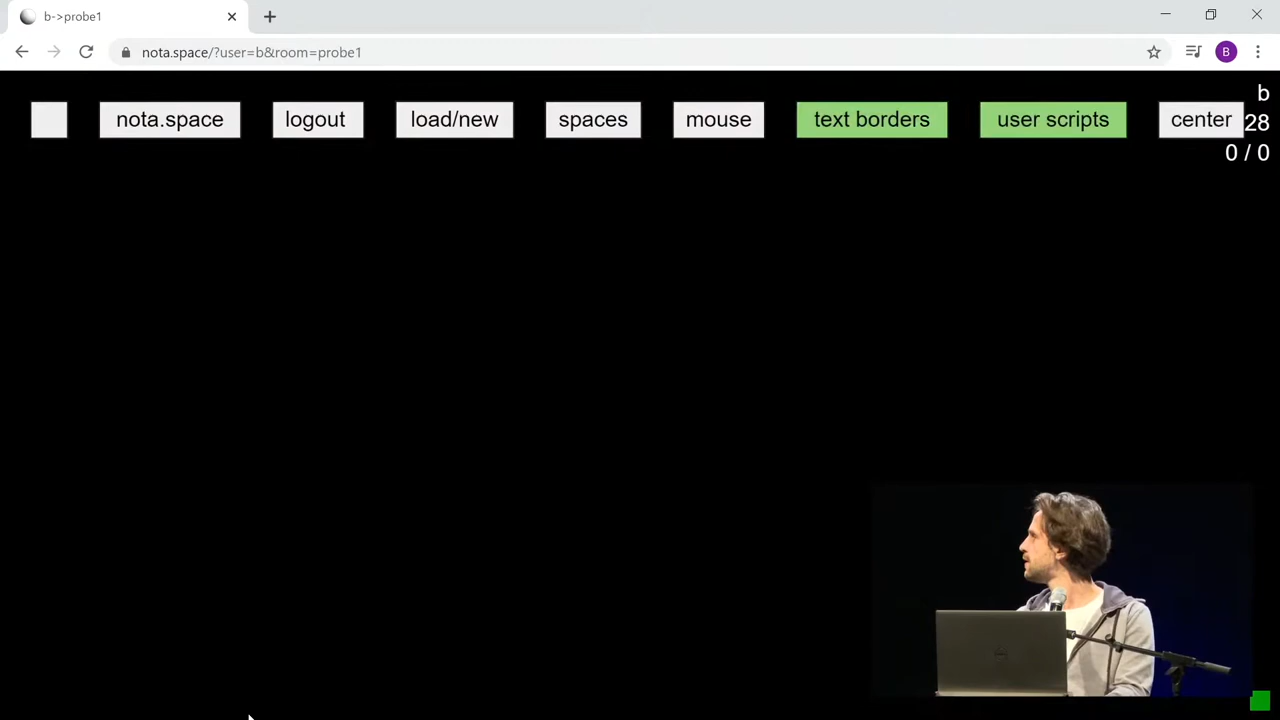 b->probe1
nota.space/?user=b&room=probe1
B
b
nota.space logout load/new spaces mouse text borders user scripts center
28
0 / 0